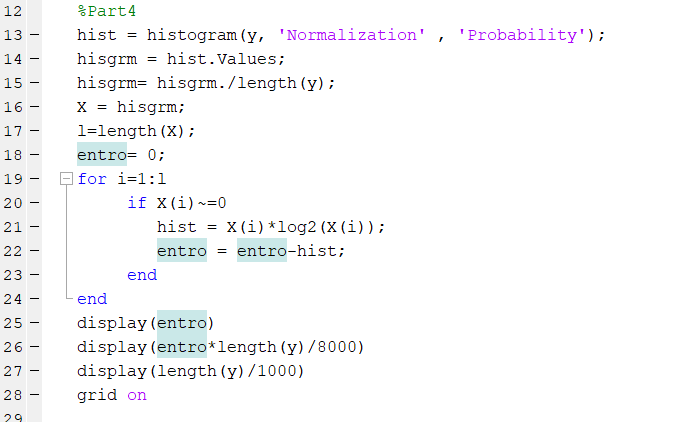 12 %Part4
13 - hist = histogram(y, 'Normalization' , 'Probability');
14 - hisgrm = hist.Values;
15 - hisgrm= hisgrm./length(y);
16 - X = hisgrm;
17 - l=length(X);
18 - entro= 0;
19 - for i=1:l
20 - if X(i)~=0
21 - hist = X(i)*log2(X(i));
22 - entro = entro-hist;
23 - end
24 - end
25 - display(entro)
26 - display(entro*length(y)/8000)
27 - display(length(y)/1000)
28 - grid on
29